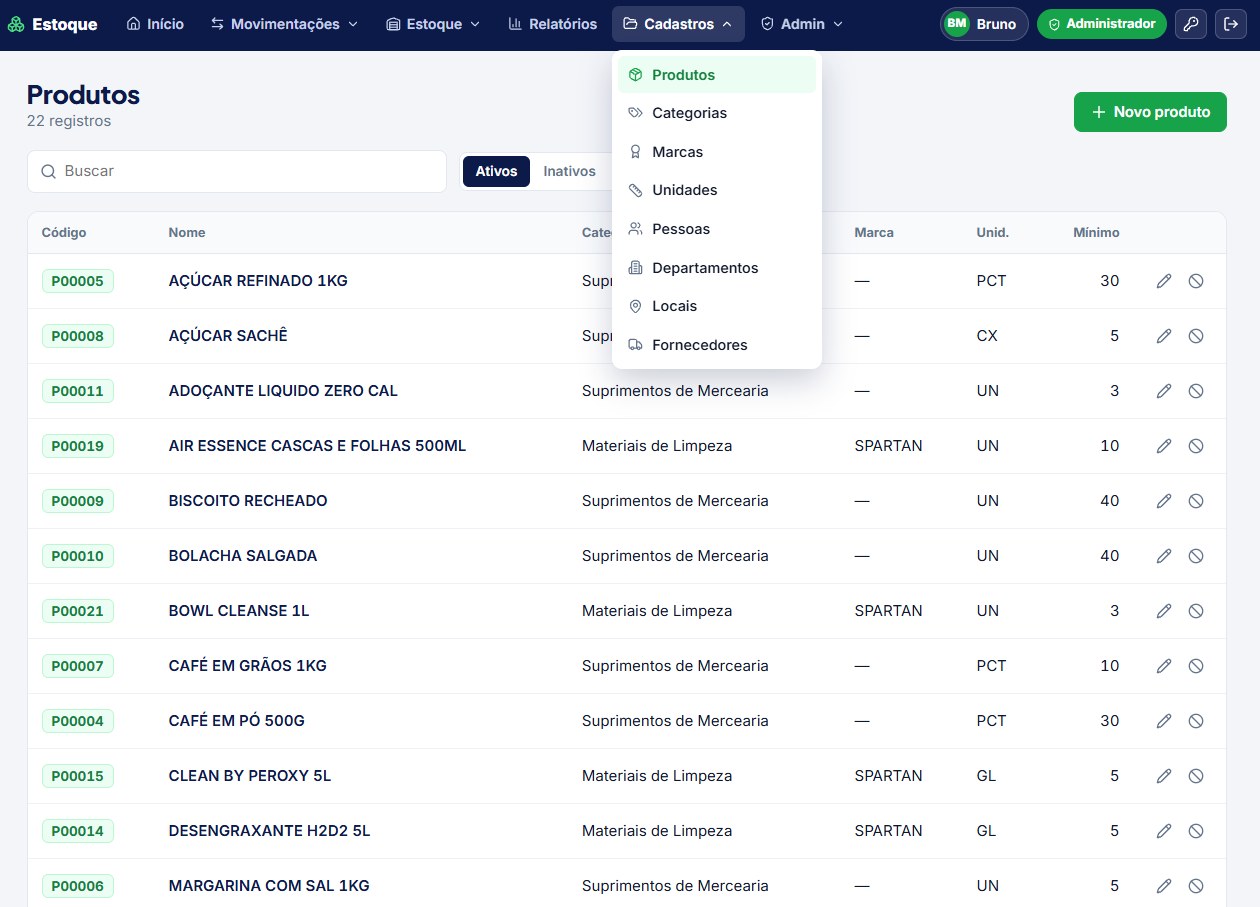 Estoque Início Movimentações Estoque Relatórios Cadastros Admin BM Bruno Administrador
Produtos
22 registros
Novo produto
Buscar
Ativos Inativos
Produtos
Categorias
Marcas
Unidades
Pessoas
Departamentos
Locais
Fornecedores
Código Nome Marca Unid. Mínimo
P00005 AÇÚCAR REFINADO 1KG — PCT 30
P00008 AÇÚCAR SACHÊ — CX 5
P00011 ADOÇANTE LIQUIDO ZERO CAL Suprimentos de Mercearia — UN 3
P00019 AIR ESSENCE CASCAS E FOLHAS 500ML Materiais de Limpeza SPARTAN UN 10
P00009 BISCOITO RECHEADO Suprimentos de Mercearia — UN 40
P00010 BOLACHA SALGADA Suprimentos de Mercearia — UN 40
P00021 BOWL CLEANSE 1L Materiais de Limpeza SPARTAN UN 3
P00007 CAFÉ EM GRÃOS 1KG Suprimentos de Mercearia — PCT 10
P00004 CAFÉ EM PÓ 500G Suprimentos de Mercearia — PCT 30
P00015 CLEAN BY PEROXY 5L Materiais de Limpeza SPARTAN GL 5
P00014 DESENGRAXANTE H2D2 5L Materiais de Limpeza SPARTAN GL 5
P00006 MARGARINA COM SAL 1KG Suprimentos de Mercearia — UN 5